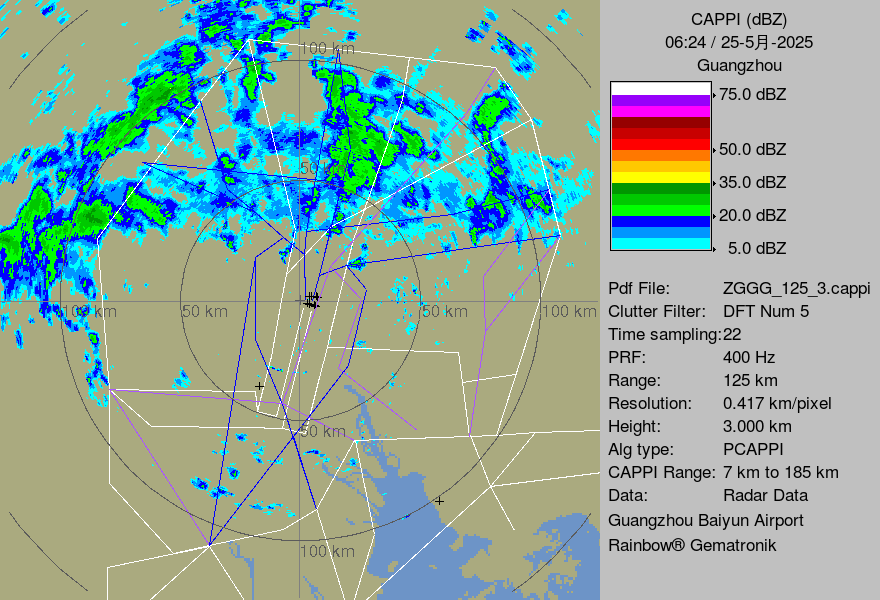 CAPPI (dBZ)
06:24 / 25-5月-2025
Guangzhou
75.0 dBZ
50.0 dBZ
35.0 dBZ
20.0 dBZ
5.0 dBZ
Pdf File: ZGGG_125_3.cappi
Clutter Filter: DFT Num 5
Time sampling:22
PRF: 400 Hz
Range: 125 km
Resolution: 0.417 km/pixel
Height: 3.000 km
Alg type: PCAPPI
CAPPI Range: 7 km to 185 km
Data: Radar Data
Guangzhou Baiyun Airport
Rainbow® Gematronik
100 km
50
100 km
50 km
50 km
100 km
50 km
100 km